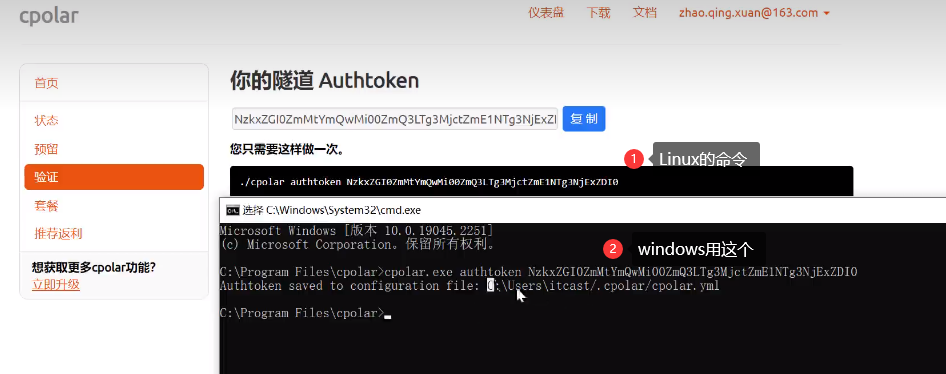 cpolar
仪表盘 下载 文档 zhao.qing.xuan@163.com
首页
状态
预留
验证
套餐
推荐返利
想获取更多cpolar功能?
立即升级
你的隧道 Authtoken
NzkxZGI0ZmMtYmQwMi00ZmQ3LTg3MjctZmE1NTg3NjExZI
复制
您只需要这样做一次。
1 Linux的命令
./cpolar authtoken NzkxZGI0ZmMtYmQwMi00ZmQ3LTg3MjctZmE1NTg3NjExZDI0
选择 C:\Windows\System32\cmd.exe
Microsoft Windows [版本 10.0.19045.2251]
(c) Microsoft Corporation。保留所有权利。
2 windows用这个
C:\Program Files\cpolar>cpolar.exe authtoken NzkxZGI0ZmMtYmQwMi00ZmQ3LTg3MjctZmE1NTg3NjExZDI0
Authtoken saved to configuration file: C:\Users\itcast/.cpolar/cpolar.yml
C:\Program Files\cpolar>